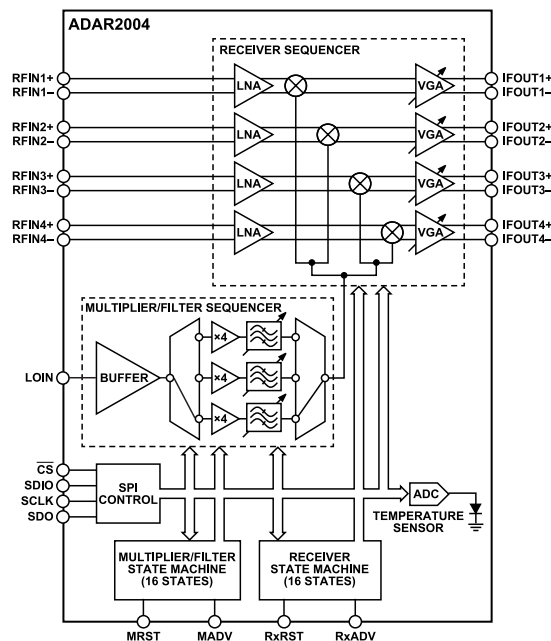 ADAR2004
RECEIVER SEQUENCER
RFIN1+
RFIN1–
LNA
VGA
IFOUT1+
IFOUT1–
RFIN2+
RFIN2–
LNA
VGA
IFOUT2+
IFOUT2–
RFIN3+
RFIN3–
LNA
VGA
IFOUT3+
IFOUT3–
RFIN4+
RFIN4–
LNA
VGA
IFOUT4+
IFOUT4–
MULTIPLIER/FILTER SEQUENCER
LOIN
BUFFER
×4
×4
×4
CS
SDIO
SCLK
SDO
SPI
CONTROL
ADC
TEMPERATURE
SENSOR
MULTIPLIER/FILTER
STATE MACHINE
(16 STATES)
RECEIVER
STATE MACHINE
(16 STATES)
MRST
MADV
RxRST
RxADV